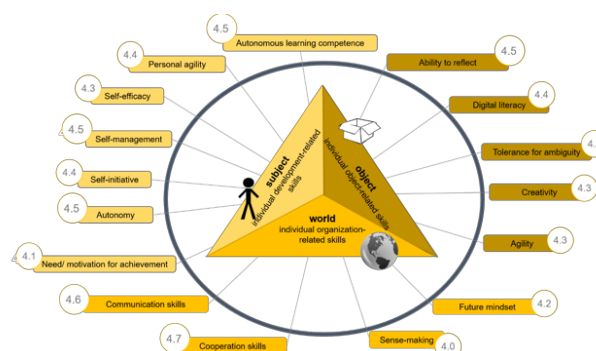 4.5
Autonomous learning competence
4.4
Personal agility
4.3
Self-efficacy
4.5
Self-management
4.4
Self-initiative
4.5
Autonomy
4.1
Need/ motivation for achievement
4.6
Communication skills
4.7
Cooperation skills
Ability to reflect
4.5
Digital literacy
4.4
Tolerance for ambiguity
Creativity
4.3
Agility
4.3
Future mindset
4.2
Sense-making
4.0
subject
individual development-related
skills
object
individual object-related skills
world
individual organization-
related skills